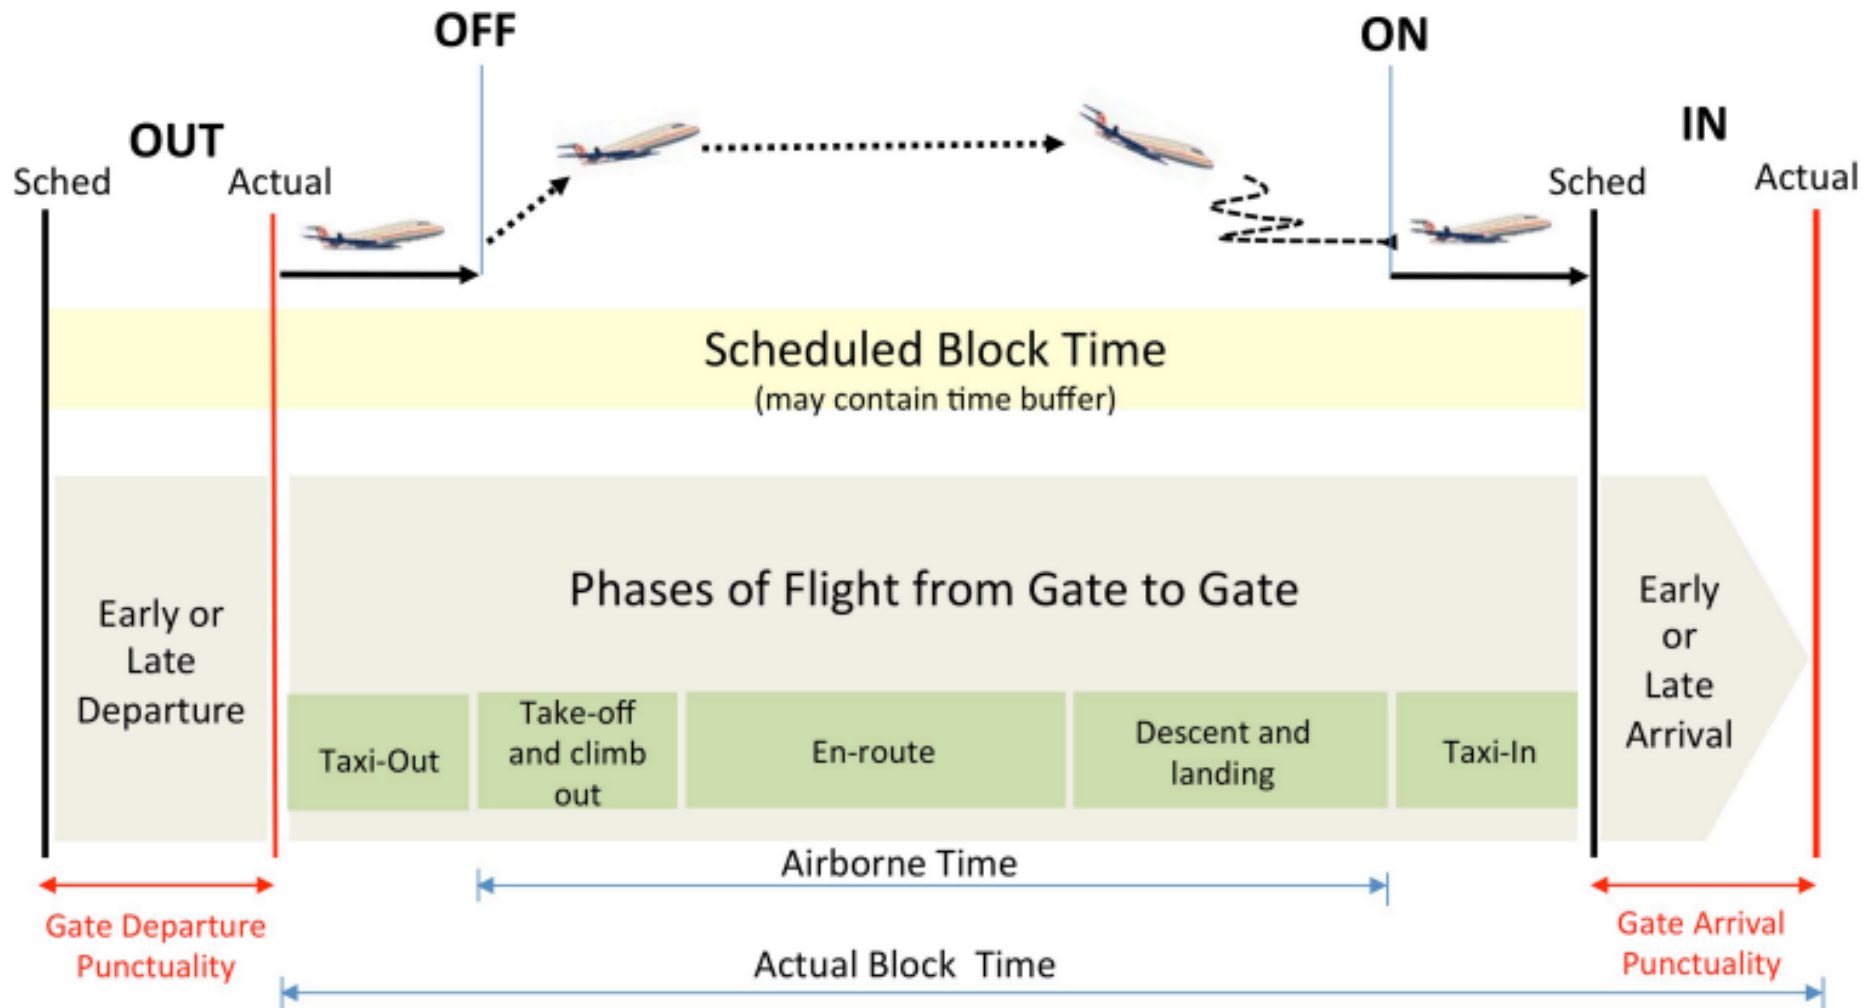 OFF
ON
OUT
IN
Sched
Actual
Sched
Actual
Scheduled Block Time
(may contain time buffer)
Phases of Flight from Gate to Gate
Early or
Late
Departure
Early
or
Late
Arrival
Taxi-Out
Take-off
and climb
out
En-route
Descent and
landing
Taxi-In
Airborne Time
Gate Departure
Punctuality
Gate Arrival
Punctuality
Actual Block Time